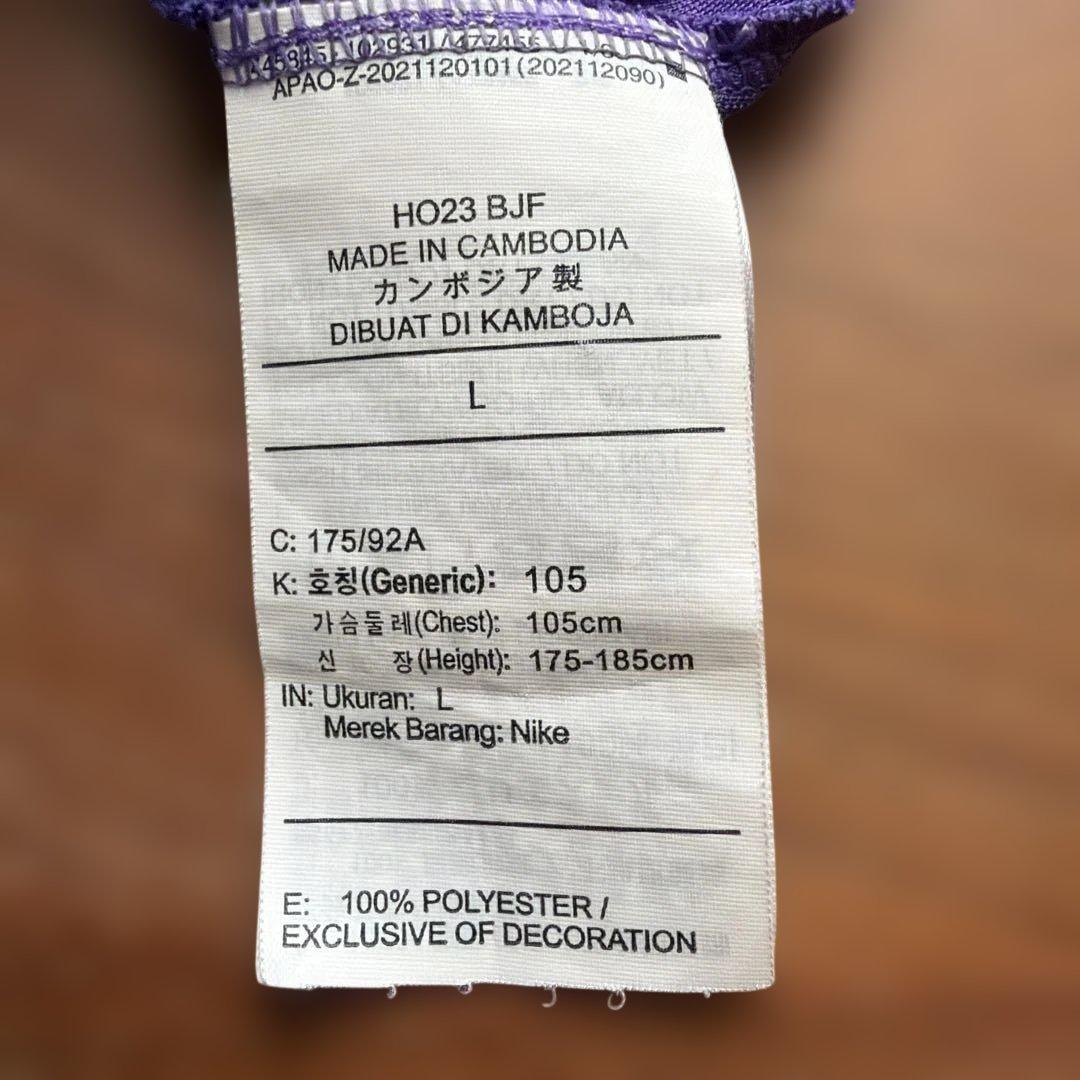 APAO-Z-2021120101(202112090)
HO23 BJF
MADE IN CAMBODIA
カンボジア製
DIBUAT DI KAMBOJA
L
C: 175/92A
K: 호칭(Generic): 105
가슴둘레(Chest): 105cm
신 장(Height): 175-185cm
IN: Ukuran: L
Merek Barang: Nike
E: 100% POLYESTER /
EXCLUSIVE OF DECORATION